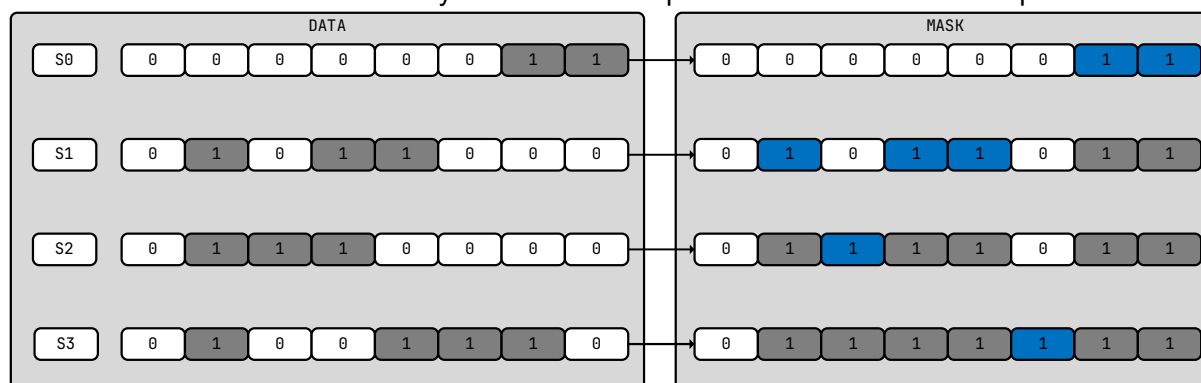 DATA MASK
S0 0 0 0 0 0 0 1 1 0 0 0 0 0 0 1 1
S1 0 1 0 1 1 0 0 0 0 1 0 1 1 0 1 1
S2 0 1 1 1 0 0 0 0 0 1 1 1 1 0 1 1
S3 0 1 0 0 1 1 1 0 0 1 1 1 1 1 1 1